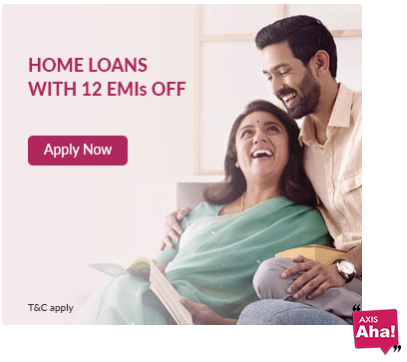 HOME LOANS
WITH 12 EMIs OFF
Apply Now
T&C apply
“
AXIS
Aha!
”